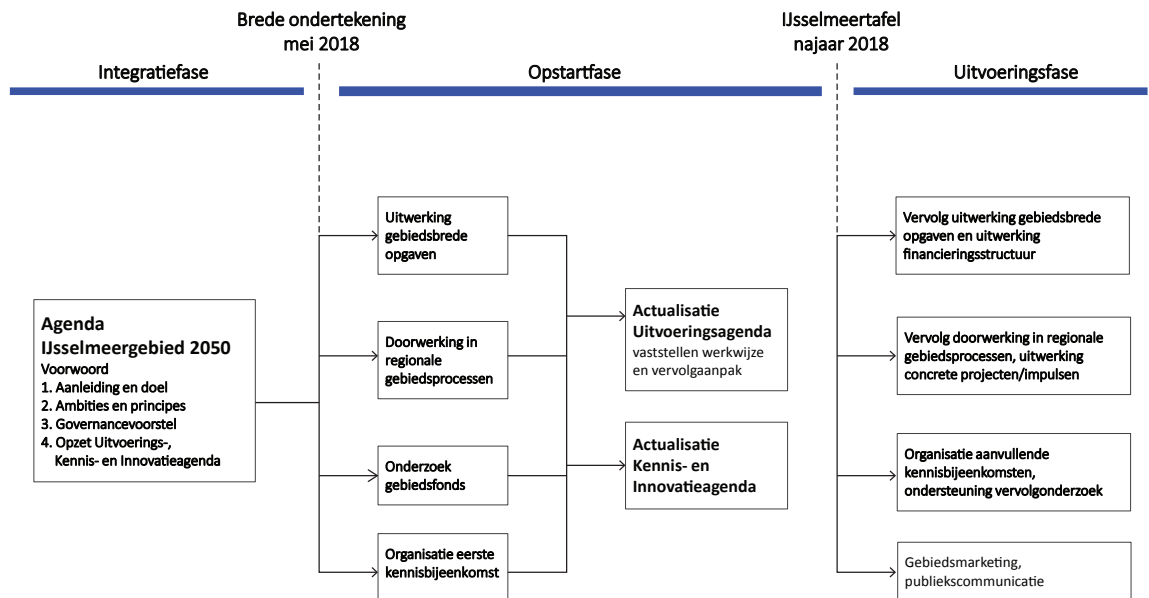 Brede ondertekening
mei 2018
IJsselmeertafel
najaar 2018
Integratiefase
Opstartfase
Uitvoeringsfase
Agenda
IJsselmeergebied 2050
Voorwoord
1. Aanleiding en doel
2. Ambities en principes
3. Governancevoorstel
4. Opzet Uitvoerings-,
Kennis- en Innovatieagenda
Uitwerking
gebiedsbrede
opgaven
Doorwerking in
regionale
gebiedsprocessen
Onderzoek
gebiedsfonds
Organisatie eerste
kennisbijeenkomst
Actualisatie
Uitvoeringsagenda
vaststellen werkwijze
en vervolgaanpak
Actualisatie
Kennis- en
Innovatieagenda
Vervolg uitwerking gebiedsbrede
opgaven en uitwerking
financieringsstructuur
Vervolg doorwerking in regionale
gebiedsprocessen, uitwerking
concrete projecten/impulsen
Organisatie aanvullende
kennisbijeenkomsten,
ondersteuning vervolgonderzoek
Gebiedsmarketing,
publiekscommunicatie